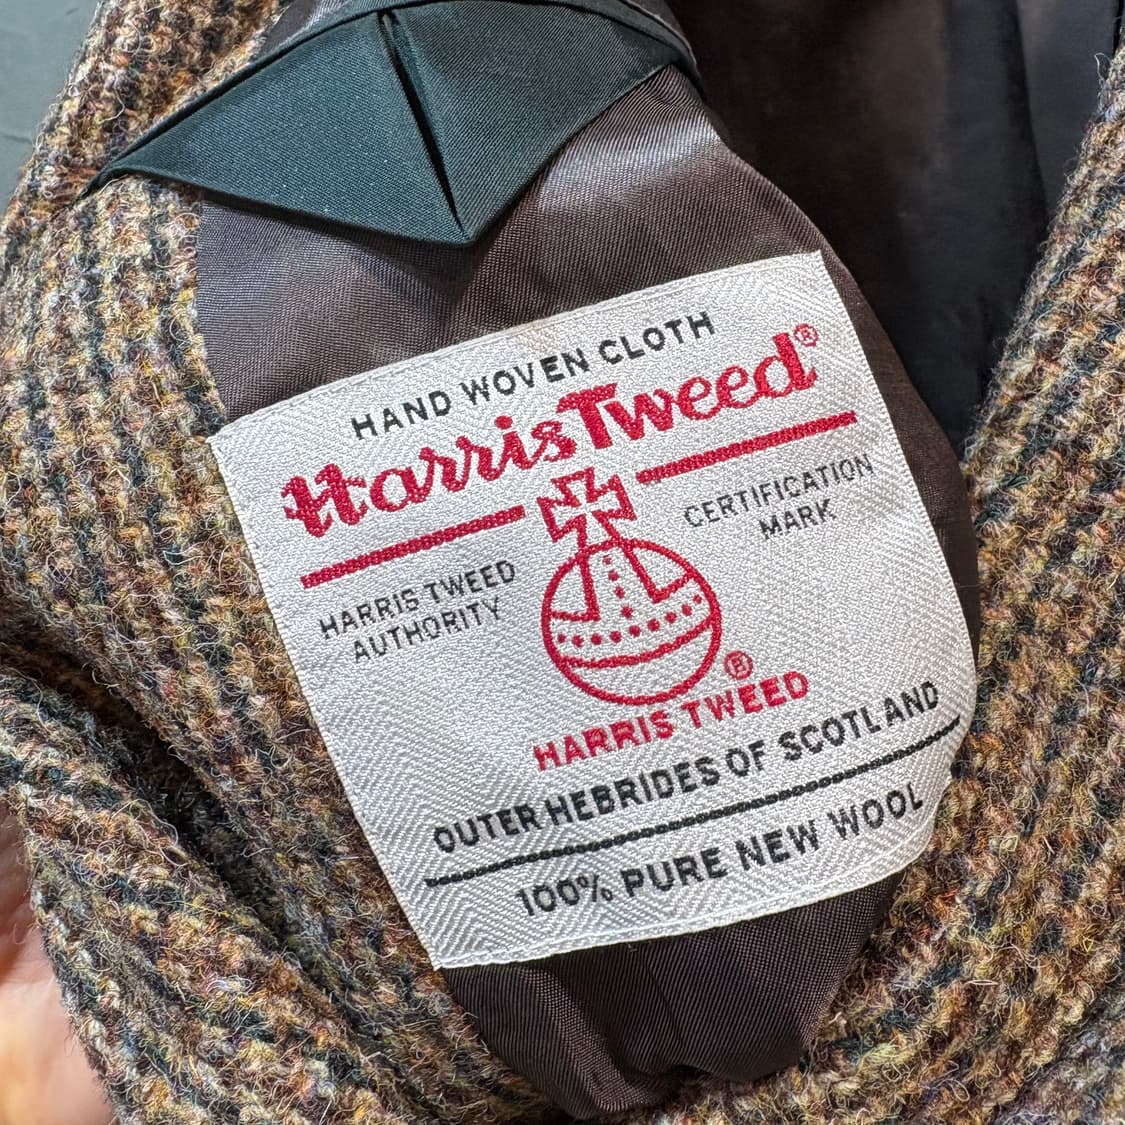 HAND WOVEN CLOTH
Harris Tweed®
HARRIS TWEED
AUTHORITY
CERTIFICATION
MARK
®
HARRIS TWEED
OUTER HEBRIDES OF SCOTLAND
100% PURE NEW WOOL